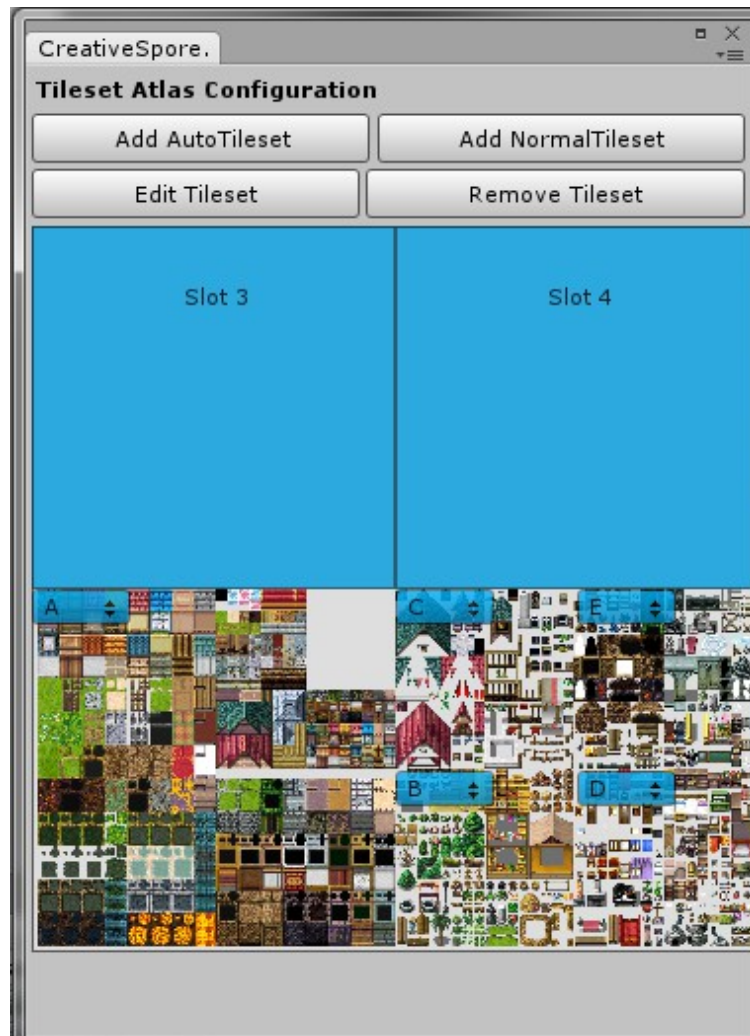 CreativeSpore.
Tileset Atlas Configuration
Add AutoTileset
Add NormalTileset
Edit Tileset
Remove Tileset
Slot 3
Slot 4
A
C
E
B
D